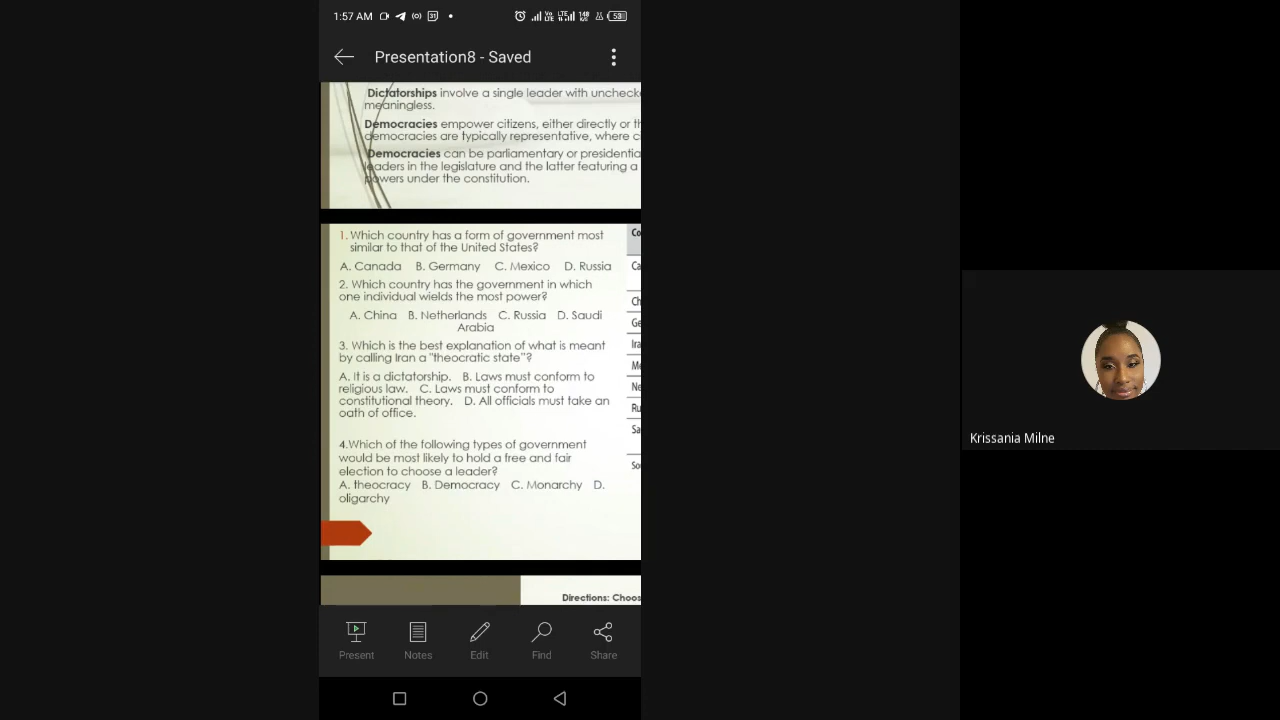 1:57 AM
53
Presentation8 - Saved
Dictatorships involve a single leader with
meaningless.
Democracies empower citizens, either directly or
democracies are typically representative, where
Democracies can be parliamentary or
leaders in the legislature and the latter featuring a
powers under the constitution.
1. Which country has a form of government most
similar to that of the United States?
A. Canada B. Germany C. Mexico D. Russia
2. Which country has the government in which
one individual wields the most power?
A. China B. Netherlands C. Russia D. Saudi
Arabia
3. Which is the best explanation of what is meant
by calling Iran a "theocratic state"?
A. It is a dictatorship. B. Laws must conform to
religious law. C. Laws must conform to
constitutional theory. D. All officials must take an
oath of office.
4.Which of the following types of government
would be most likely to hold a free and fair
election to choose a leader?
A. theocracy B. Democracy C. Monarchy D.
oligarchy
Directions:
Present Notes Edit Find Share
Krissania Milne